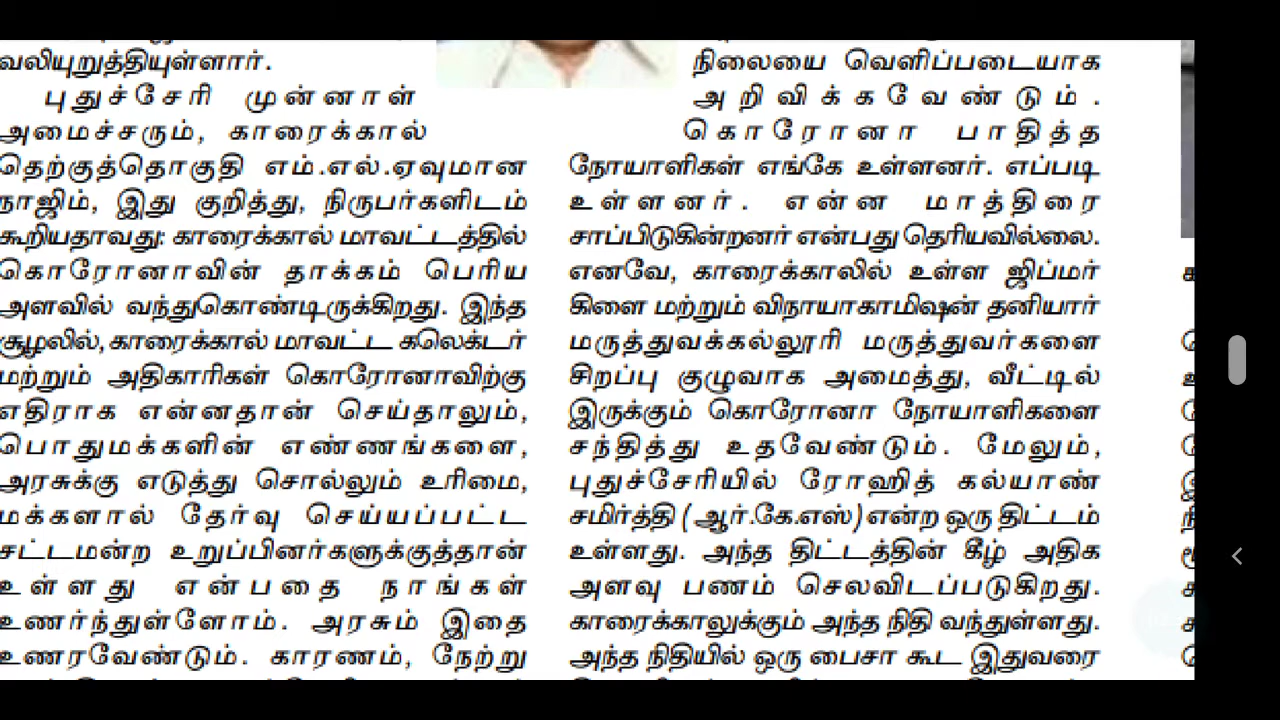 வலியுறுத்தியுள்ளார்.
புதுச்சேரி முன்னாள்
அமைச்சரும், காரைக்கால்
தெற்குத்தொகுதி எம்.எல்.ஏவுமான
நாஜிம், இது குறித்து, நிருபர்களிடம்
கூறியதாவது: காரைக்கால் மாவட்டத்தில்
கொரோனாவின் தாக்கம் பெரிய
அளவில் வந்துகொண்டிருக்கிறது. இந்த
சூழலில்,காரைக்கால் மாவட்ட கலெக்டர்
மற்றும் அதிகாரிகள் கொரோனாவிற்கு
எதிராக என்னதான் செய்தாலும்,
பொதுமக்களின் எண்ணங்களை,
அரசுக்கு எடுத்து சொல்லும் உரிமை,
மக்களால் தேர்வு செய்யப்பட்ட
சட்டமன்ற உறுப்பினர்களுக்குத்தான்
உள்ளது என்பதை நாங்கள்
உணர்ந்துள்ளோம். அரசும் இதை
உணரவேண்டும். காரணம், நேற்று
நிலையை வெளிப்படையாக
அறிவிக்கவேண்டும்.
கொரோனா பாதித்த
நோயாளிகள் எங்கே உள்ளனர். எப்படி
உள்ளனர். என்ன மாத்திரை
சாப்பிடுகின்றனர் என்பது தெரியவில்லை.
எனவே, காரைக்காலில் உள்ள ஜிப்மர்
கிளை மற்றும் விநாயாகாமிஷன் தனியார்
மருத்துவக்கல்லூரி மருத்துவர்களை
சிறப்பு குழுவாக அமைத்து, வீட்டில்
இருக்கும் கொரோனா நோயாளிகளை
சந்தித்து உதவேண்டும். மேலும்,
புதுச்சேரியில் ரோஹித் கல்யாண்
சமிர்த்தி (ஆர்.கே.எஸ்) என்ற ஒரு திட்டம்
உள்ளது. அந்த திட்டத்தின் கீழ் அதிக
அளவு பணம் செலவிடப்படுகிறது.
காரைக்காலுக்கும் அந்த நிதி வந்துள்ளது.
அந்த நிதியில் ஒரு பைசா கூட இதுவரை